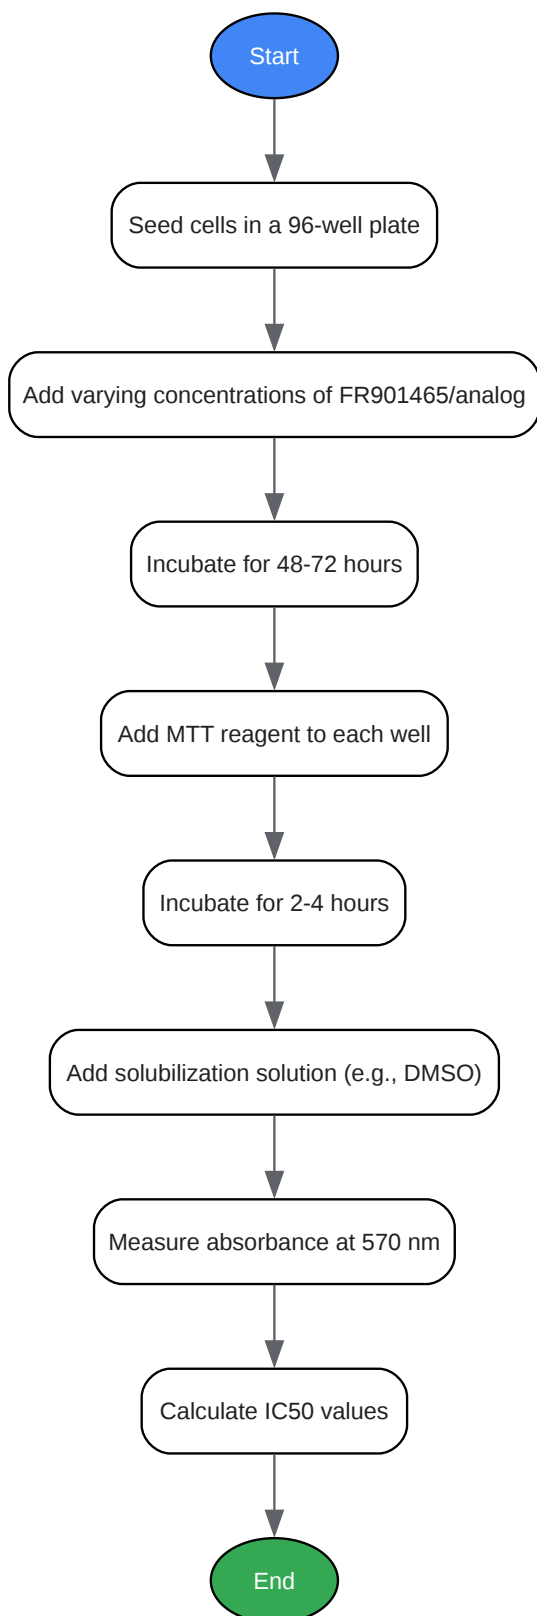 Start
Seed cells in a 96-well plate
Add varying concentrations of FR901465/analog
Incubate for 48-72 hours
Add MTT reagent to each well
Incubate for 2-4 hours
Add solubilization solution (e.g., DMSO)
Measure absorbance at 570 nm
Calculate IC50 values
End